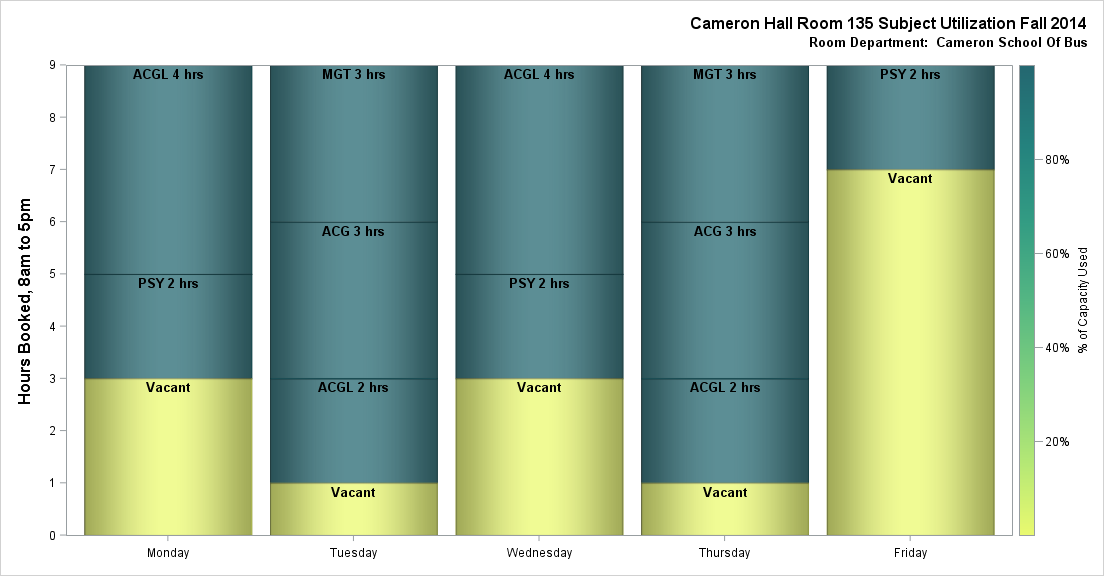 Cameron Hall Room 135 Subject Utilization Fall 2014
Room Department:  Cameron School Of Bus
Hours Booked, 8am to 5pm
9
8
7
6
5
4
3
2
1
0
ACGL 4 hrs
PSY 2 hrs
Vacant
MGT 3 hrs
ACG 3 hrs
ACGL 2 hrs
Vacant
ACGL 4 hrs
PSY 2 hrs
Vacant
MGT 3 hrs
ACG 3 hrs
ACGL 2 hrs
Vacant
PSY 2 hrs
Vacant
Monday
Tuesday
Wednesday
Thursday
Friday
80%
60%
40%
20%
% of Capacity Used